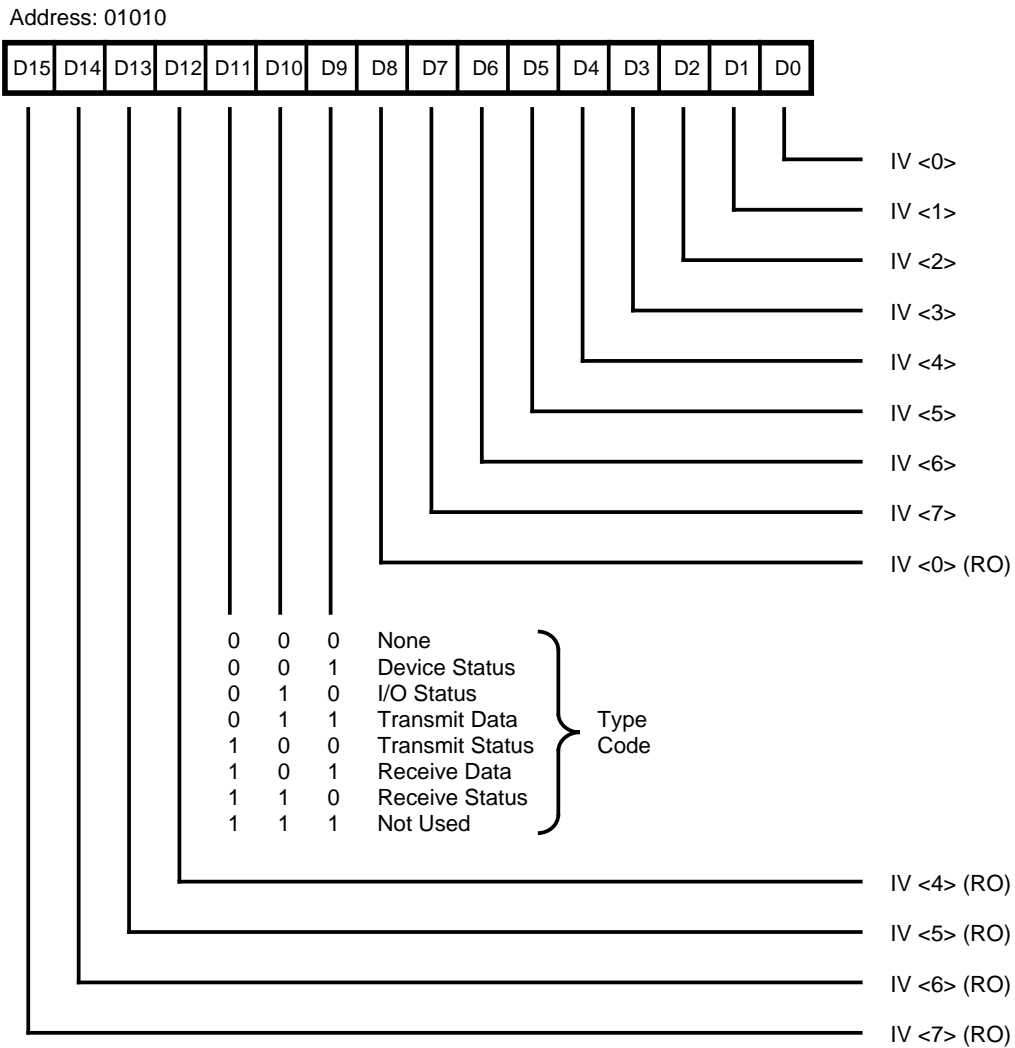 Address: 01010
D15 D14 D13 D12 D11 D10 D9 D8 D7 D6 D5 D4 D3 D2 D1 D0
IV <0>
IV <1>
IV <2>
IV <3>
IV <4>
IV <5>
IV <6>
IV <7>
IV <0> (RO)
0 0 0 None
0 0 1 Device Status
0 1 0 I/O Status
0 1 1 Transmit Data
1 0 0 Transmit Status
1 0 1 Receive Data
1 1 0 Receive Status
1 1 1 Not Used
Type
Code
IV <4> (RO)
IV <5> (RO)
IV <6> (RO)
IV <7> (RO)